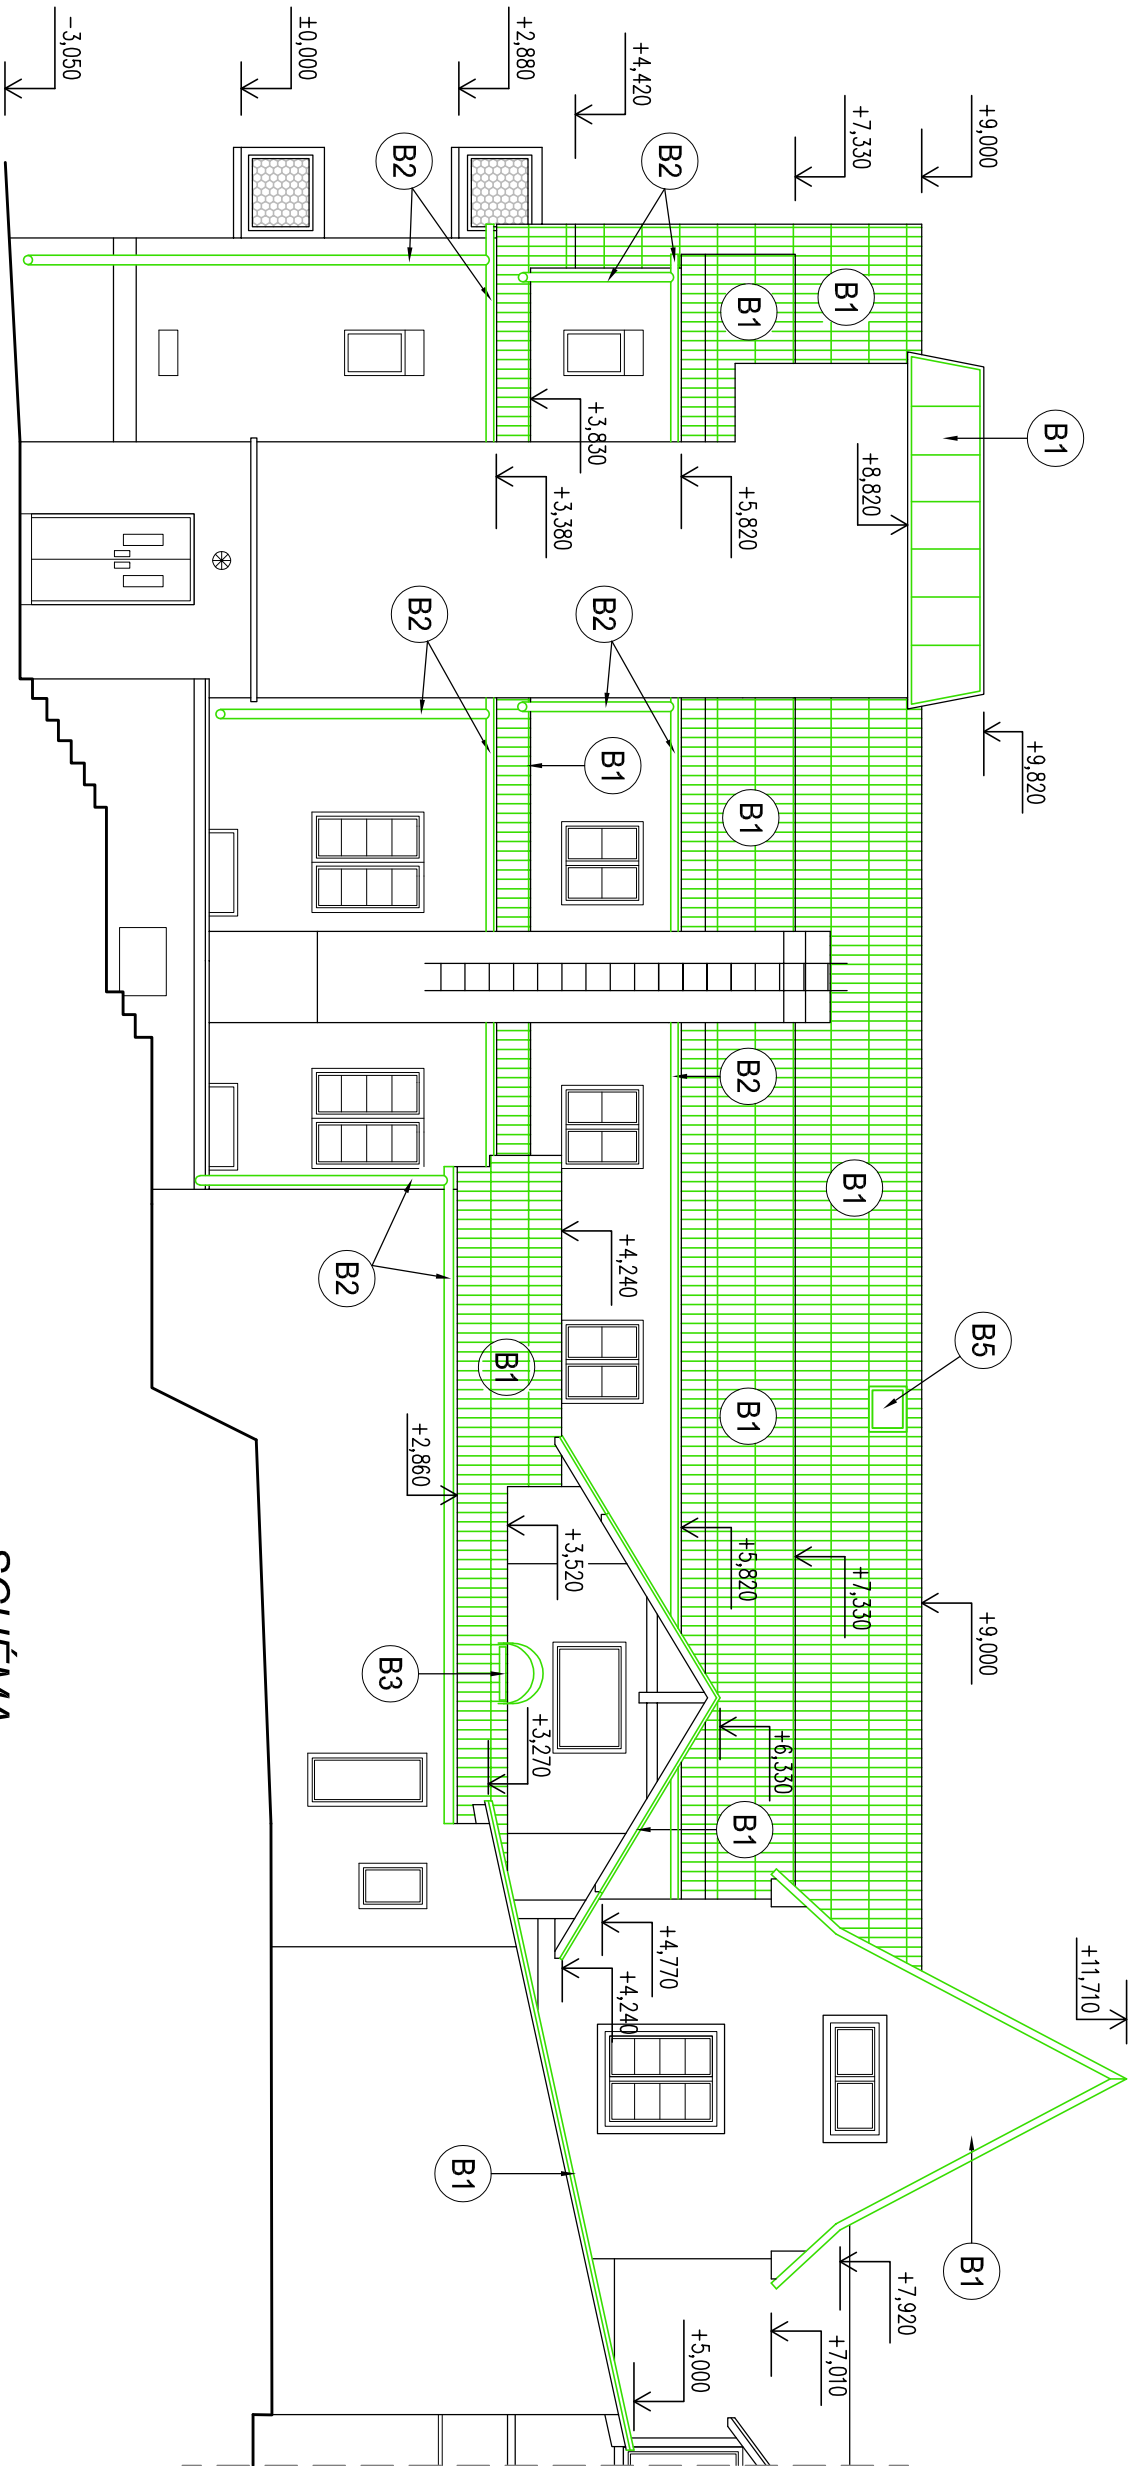 -3,050
±0,000
+2,880
+4,420
+7,330
+9,000
B2
B2
B1
B1
B1
+3,830
+3,380
+5,820
+8,820
B2
B2
B1
B1
+9,820
B2
B1
B2
+4,240
B5
B1
B1
+2,860
+3,520
+5,820
+7,330
+9,000
B3
+3,270
+6,330
B1
+4,770
+4,240
+11,710
B1
B1
+7,920
+7,010
+5,000